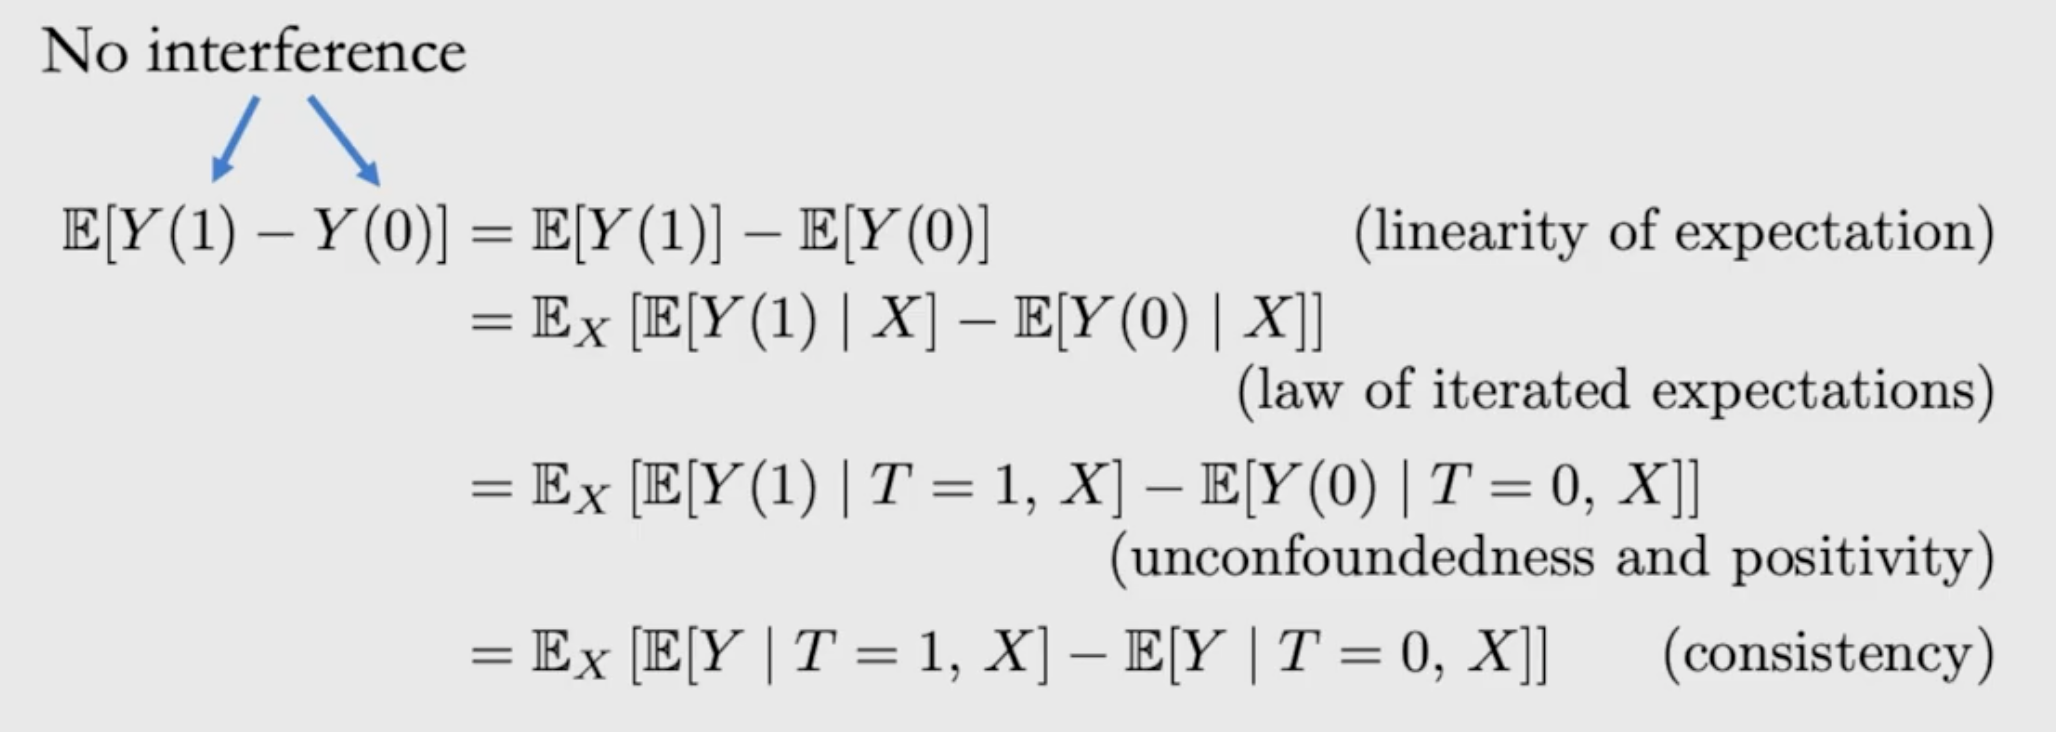 No interference
𝔼[Y(1) − Y(0)] = 𝔼[Y(1)] − 𝔼[Y(0)] (linearity of expectation)
= 𝔼_X [𝔼[Y(1) | X] − 𝔼[Y(0) | X]]
(law of iterated expectations)
= 𝔼_X [𝔼[Y(1) | T = 1, X] − 𝔼[Y(0) | T = 0, X]]
(unconfoundedness and positivity)
= 𝔼_X [𝔼[Y | T = 1, X] − 𝔼[Y | T = 0, X]] (consistency)